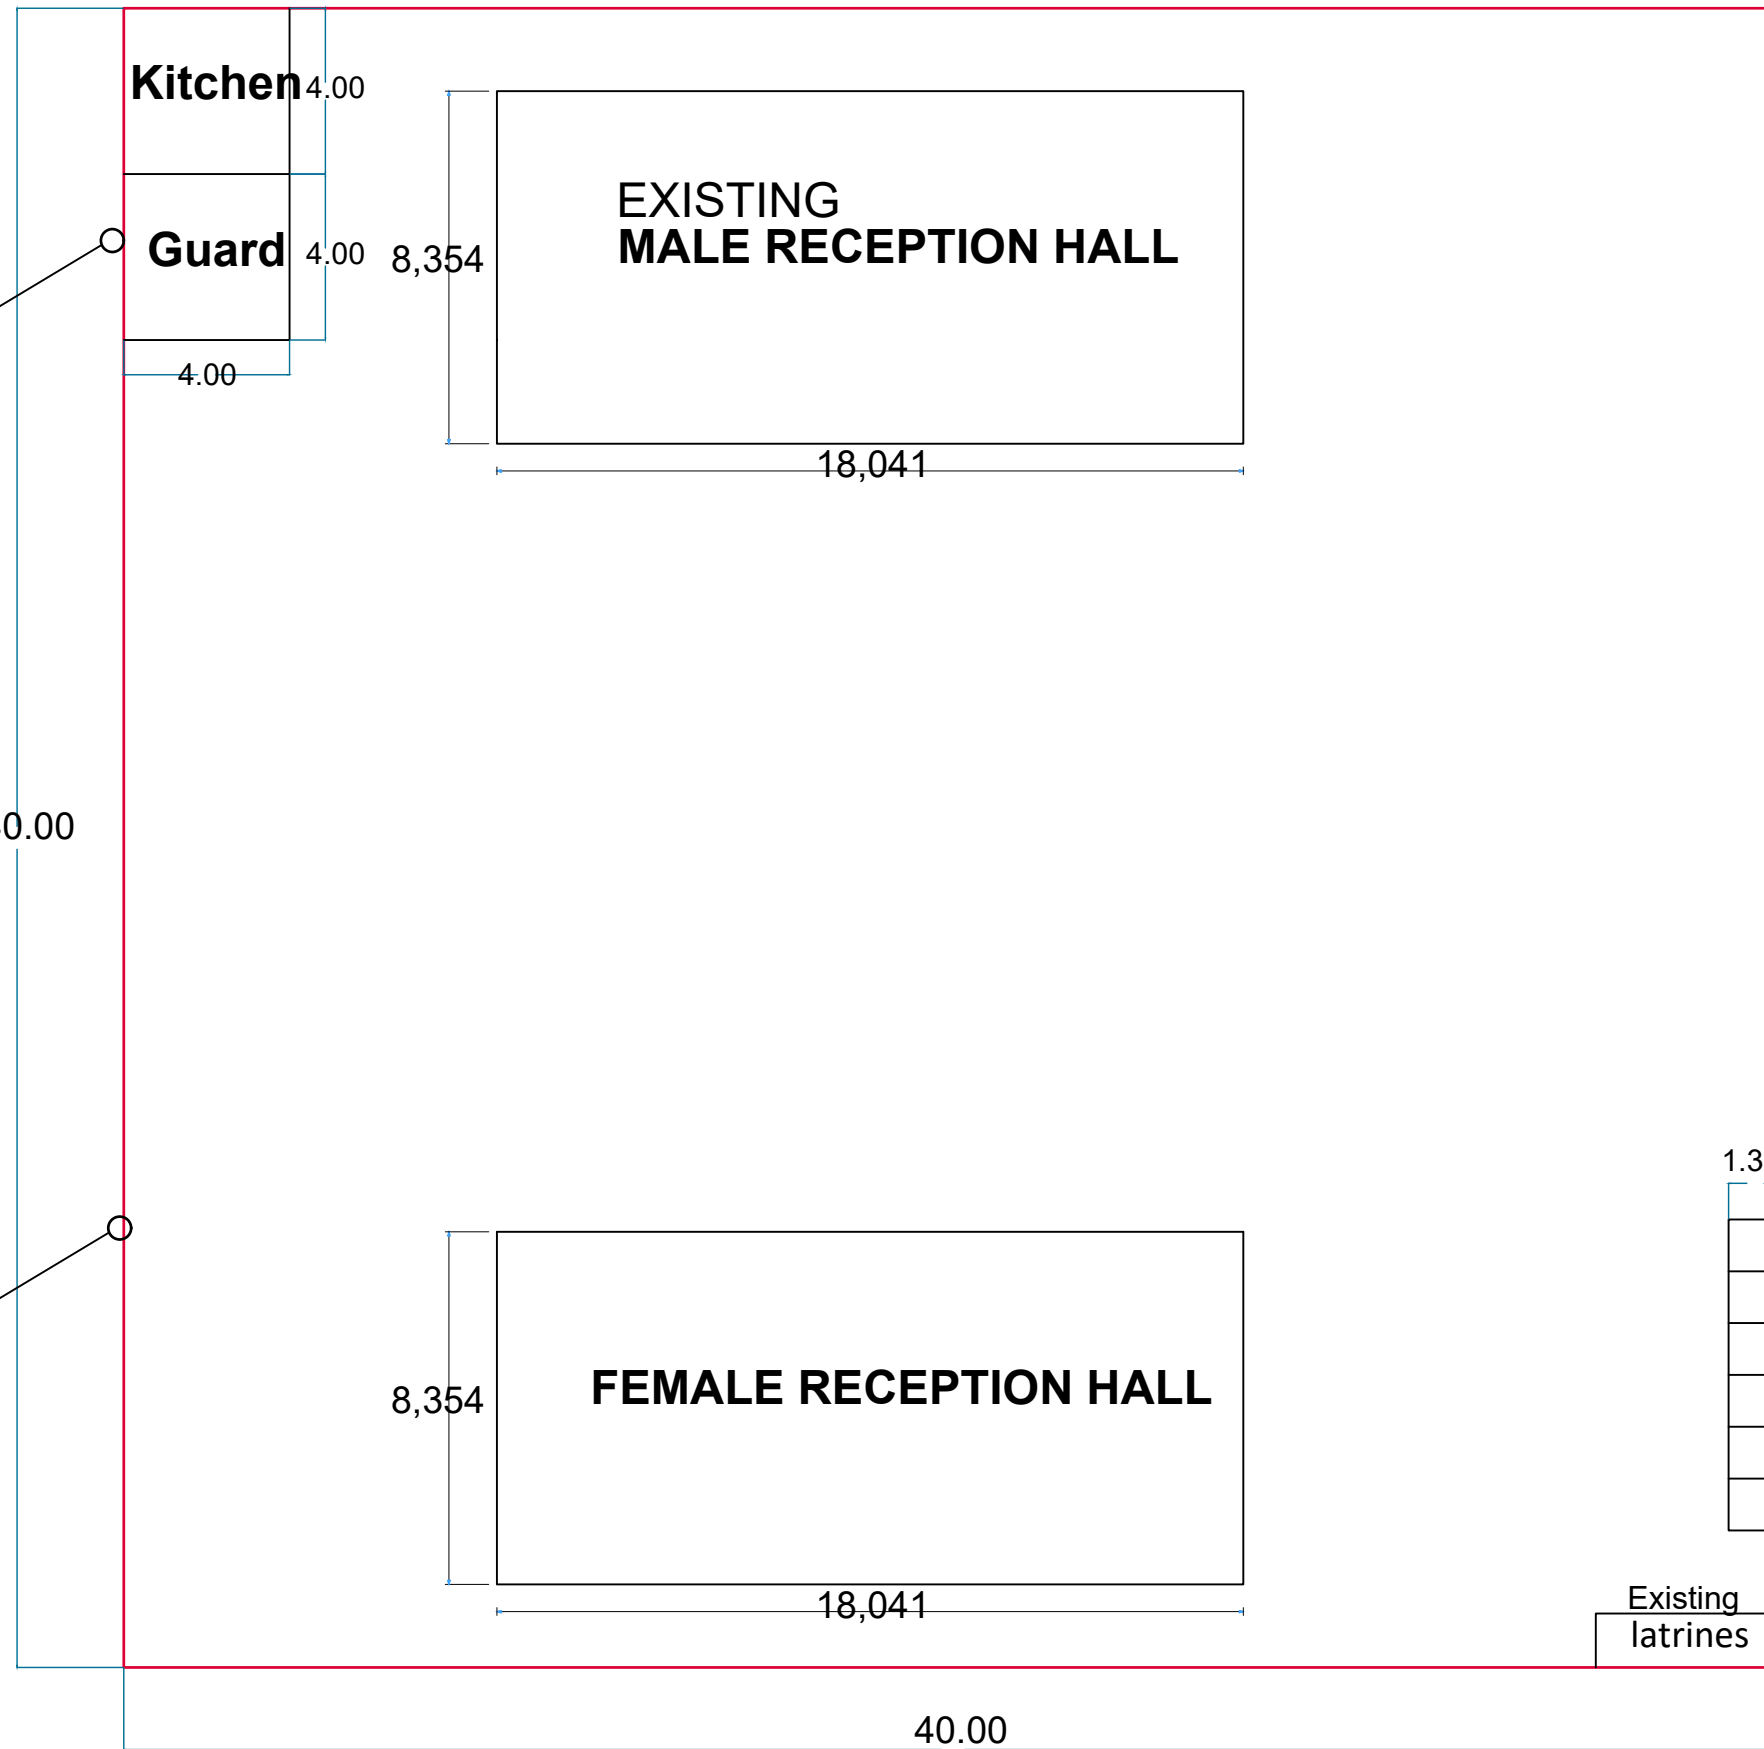 Kitchen
4.00
Guard
4.00
4.00
EXISTING
MALE RECEPTION HALL
8,354
18,041
0.00
1.3
FEMALE RECEPTION HALL
8,354
18,041
Existing
latrines
40.00